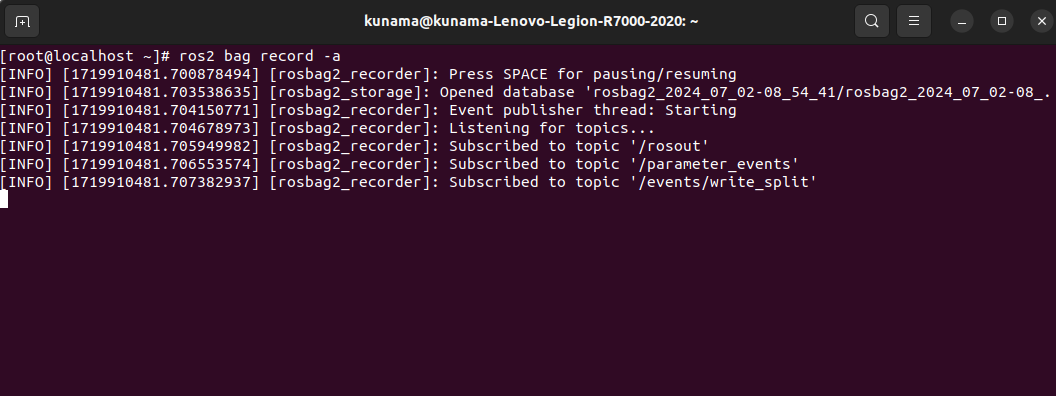 kunama@kunama-Lenovo-Legion-R7000-2020: ~
[root@localhost ~]# ros2 bag record -a
[INFO] [1719910481.700878494] [rosbag2_recorder]: Press SPACE for pausing/resuming
[INFO] [1719910481.703538635] [rosbag2_storage]: Opened database 'rosbag2_2024_07_02-08_54_41/rosbag2_2024_07_02-08_.
[INFO] [1719910481.704150771] [rosbag2_recorder]: Event publisher thread: Starting
[INFO] [1719910481.704678973] [rosbag2_recorder]: Listening for topics...
[INFO] [1719910481.705949982] [rosbag2_recorder]: Subscribed to topic '/rosout'
[INFO] [1719910481.706553574] [rosbag2_recorder]: Subscribed to topic '/parameter_events'
[INFO] [1719910481.707382937] [rosbag2_recorder]: Subscribed to topic '/events/write_split'